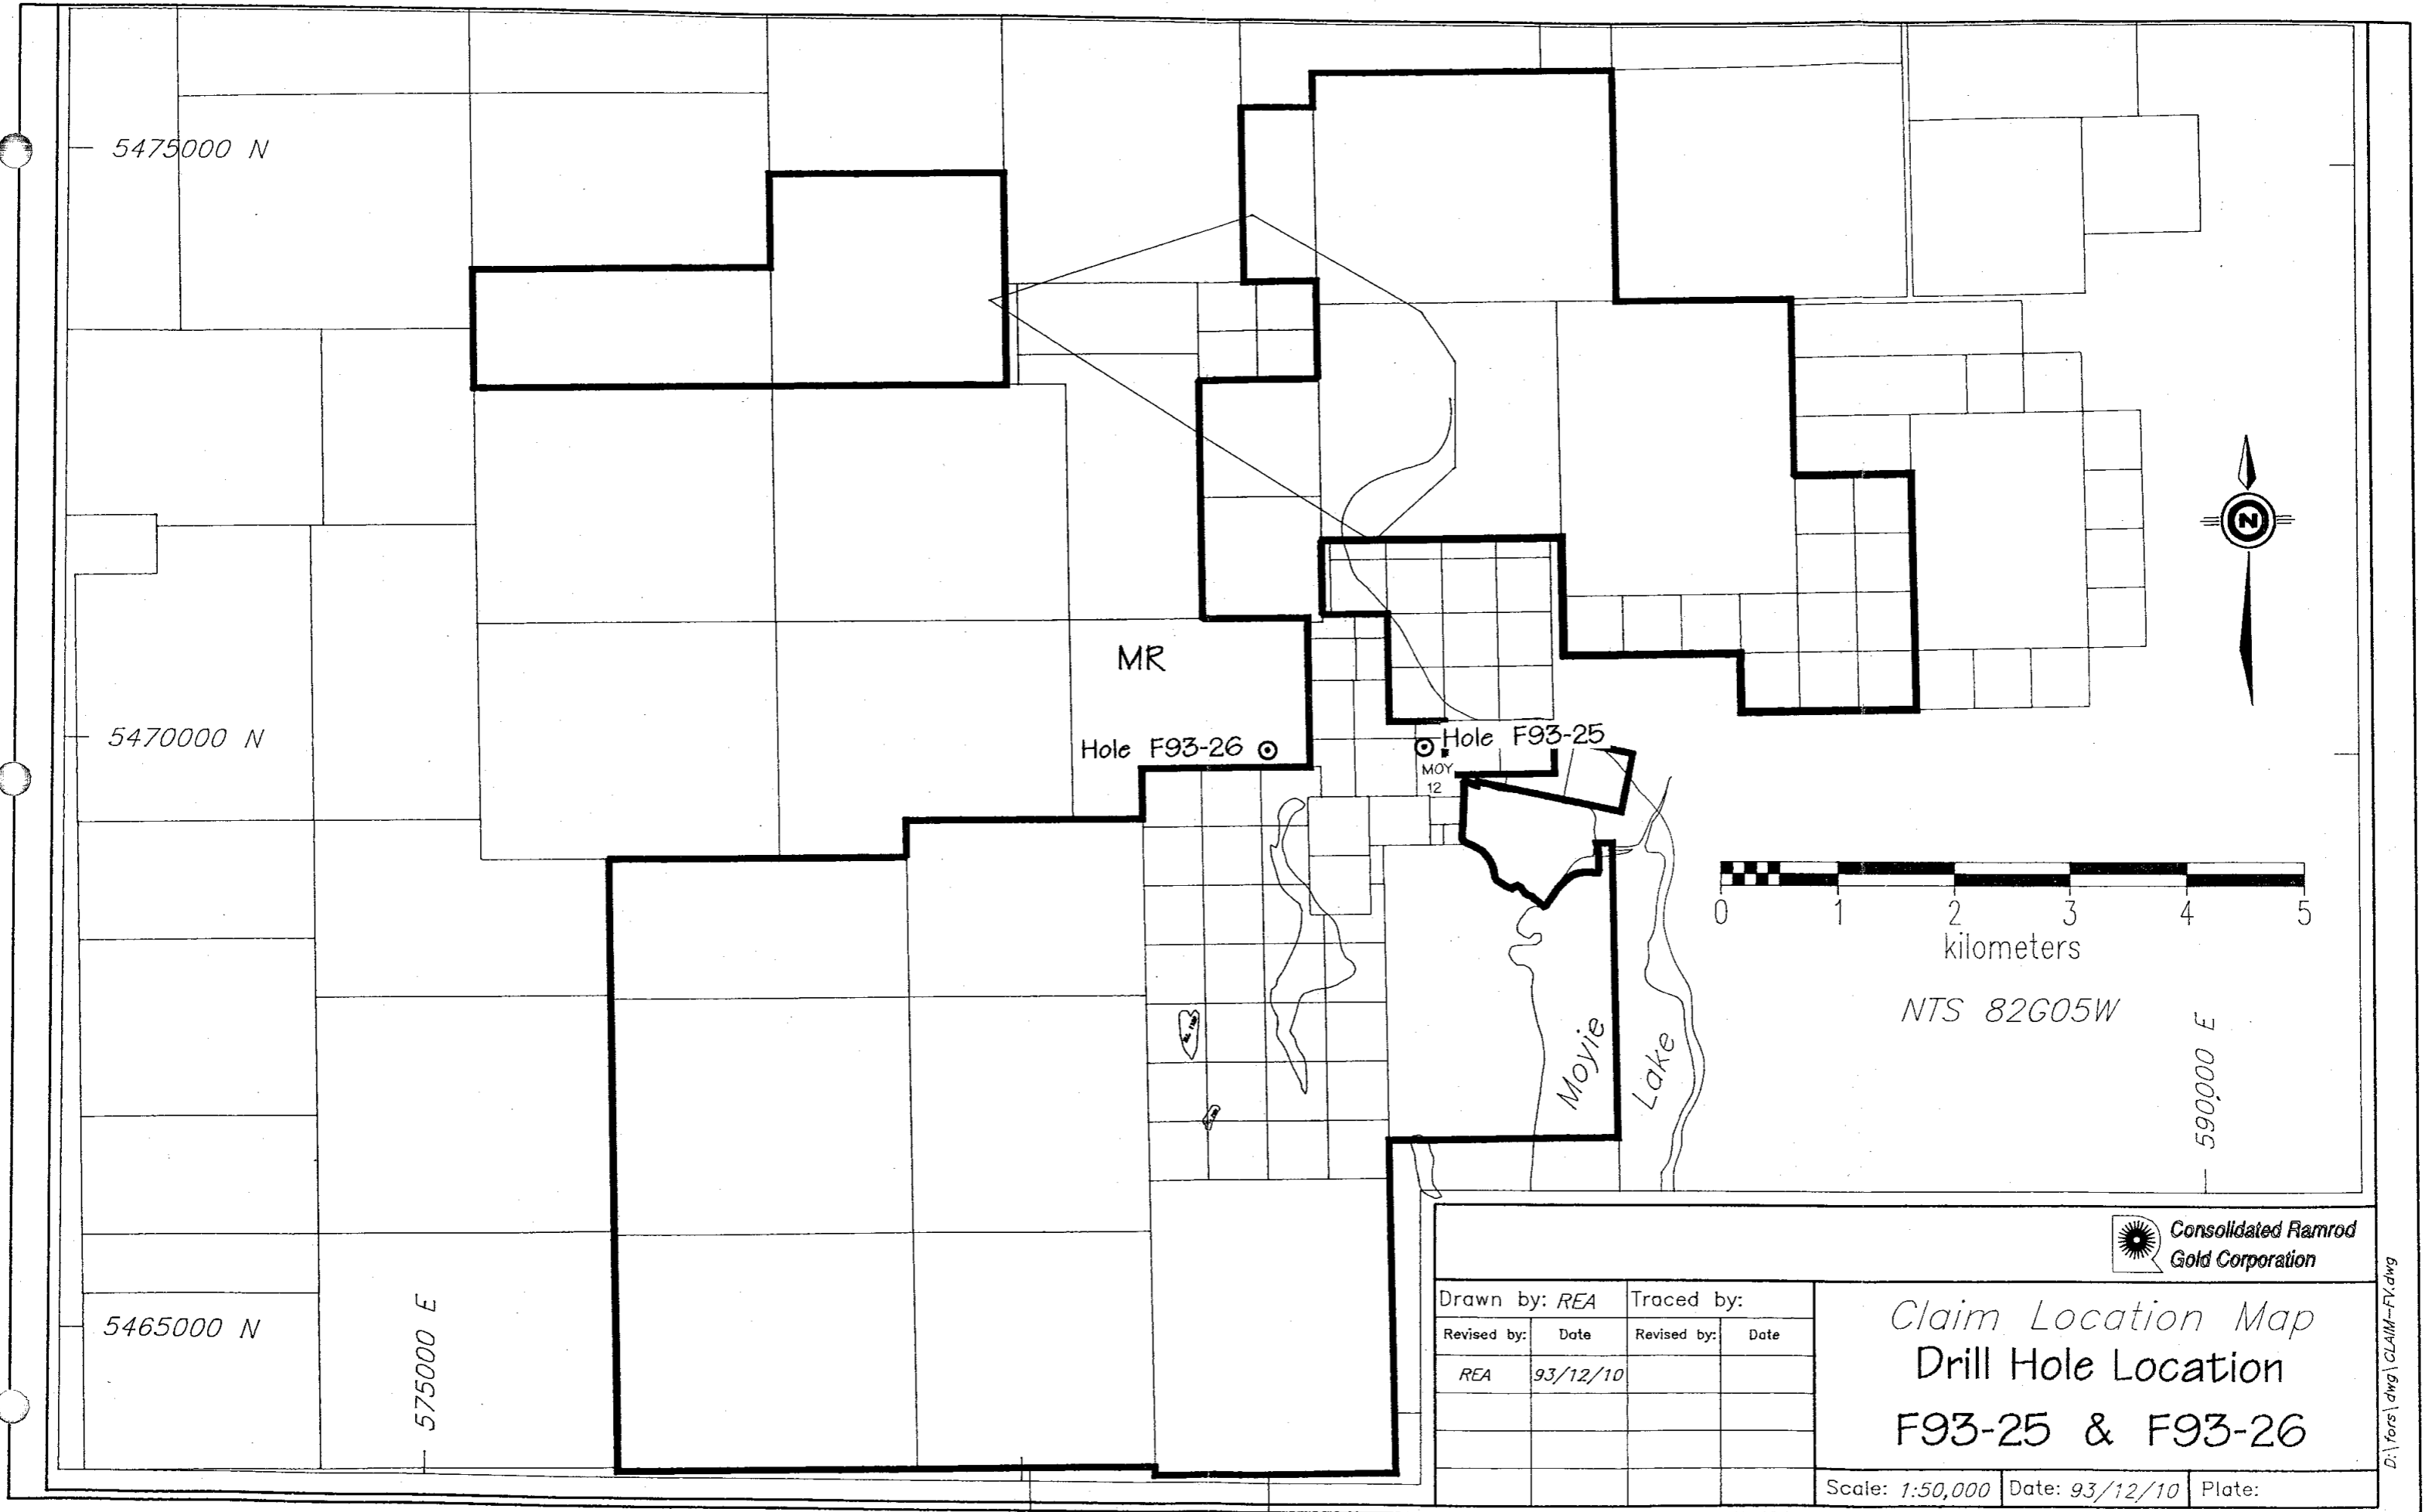 5475000 N
MR
5470000 N
Hole F93-26
Hole F93-25
MOY
12
N
0 1 2 3 4 5
kilometers
NTS 82G05W
Moyie
Lake
590000 E
5465000 N
575000 E
Consolidated Ramrod
Gold Corporation
Drawn by: REA Traced by:
Revised by: Date Revised by: Date
REA 93/12/10
Claim Location Map
Drill Hole Location
F93-25 & F93-26
Scale: 1:50,000 Date: 93/12/10 Plate:
D:\fors\dwg\CLAIM-FV.dwg